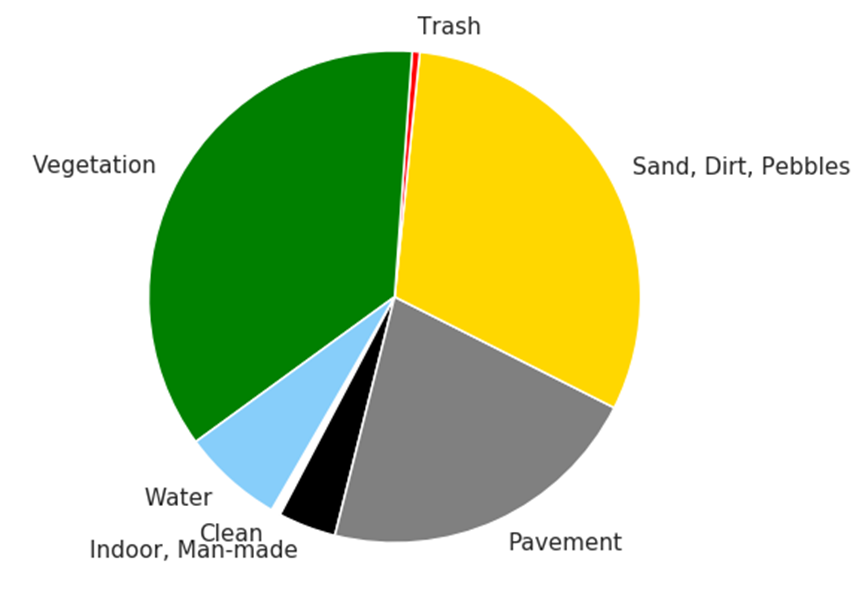 Trash
Vegetation
Sand, Dirt, Pebbles
Water
Clean
Indoor, Man-made
Pavement